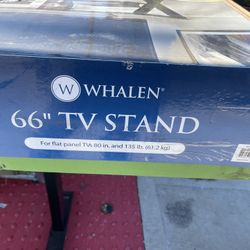 W WHALEN®
66" TV STAND
For flat panel TVs 80 in. and 135 lb. (61.2 kg)